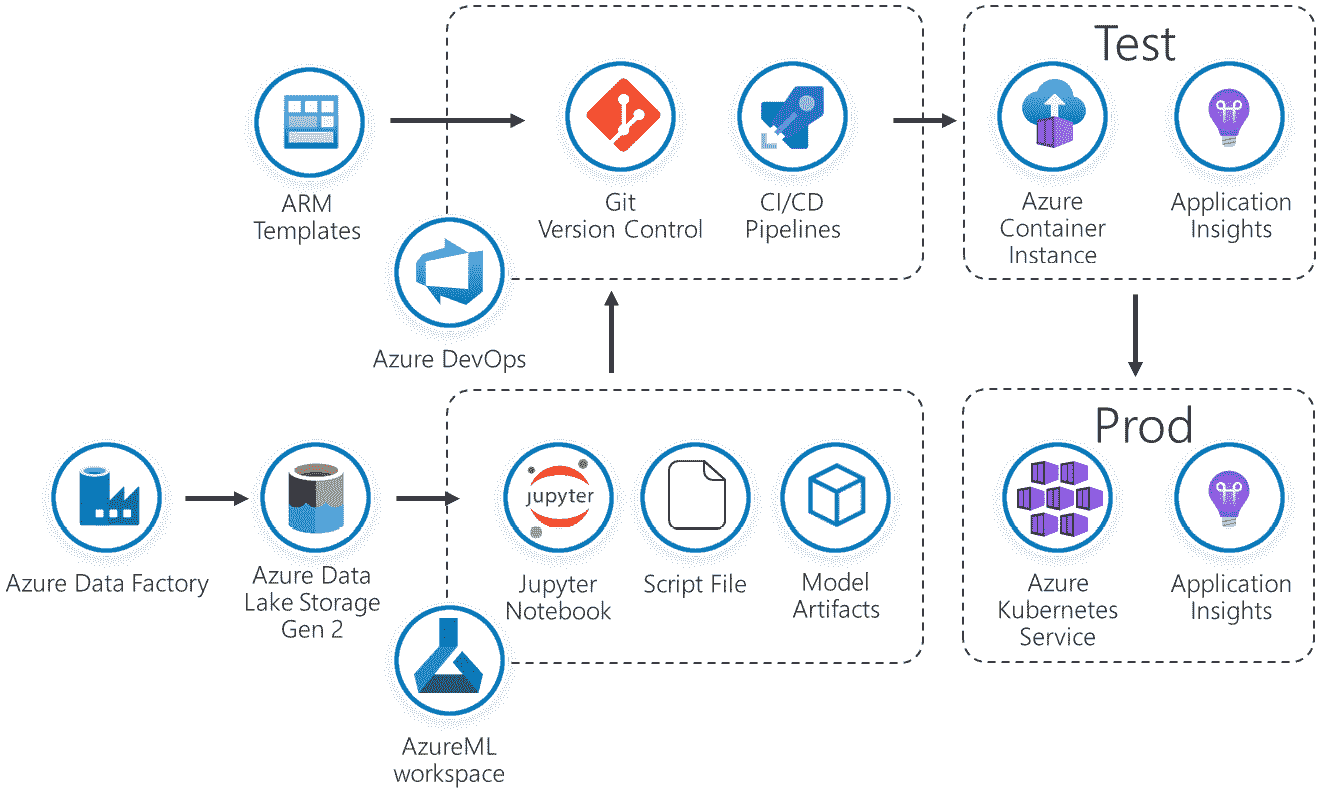 Test
ARM
Templates
Git
Version Control
CI/CD
Pipelines
Azure
Container
Instance
Application
Insights
Azure DevOps
Prod
jupyter
Azure Data Factory
Azure Data
Lake Storage
Gen 2
Jupyter
Notebook
Script File
Model
Artifacts
Azure
Kubernetes
Service
Application
Insights
AzureML
workspace